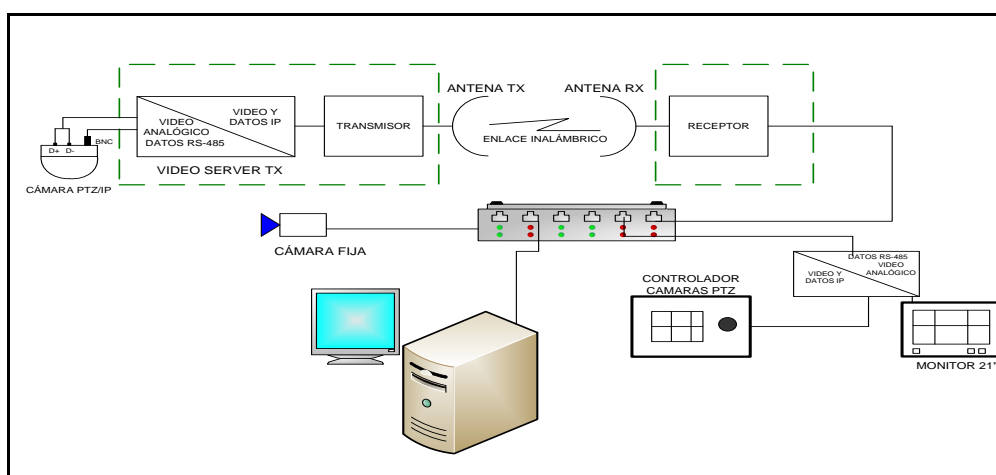 ANTENA TX
ANTENA RX
VIDEO Y
DATOS IP
VIDEO
ANALÓGICO
DATOS RS-485
TRANSMISOR
ENLACE INALÁMBRICO
RECEPTOR
BNC
D+ D-
VIDEO SERVER TX
CÁMARA PTZ/IP
CÁMARA FIJA
DATOS RS-485
VIDEO
ANALÓGICO
VIDEO Y
DATOS IP
CONTROLADOR
CAMARAS PTZ
MONITOR 21"